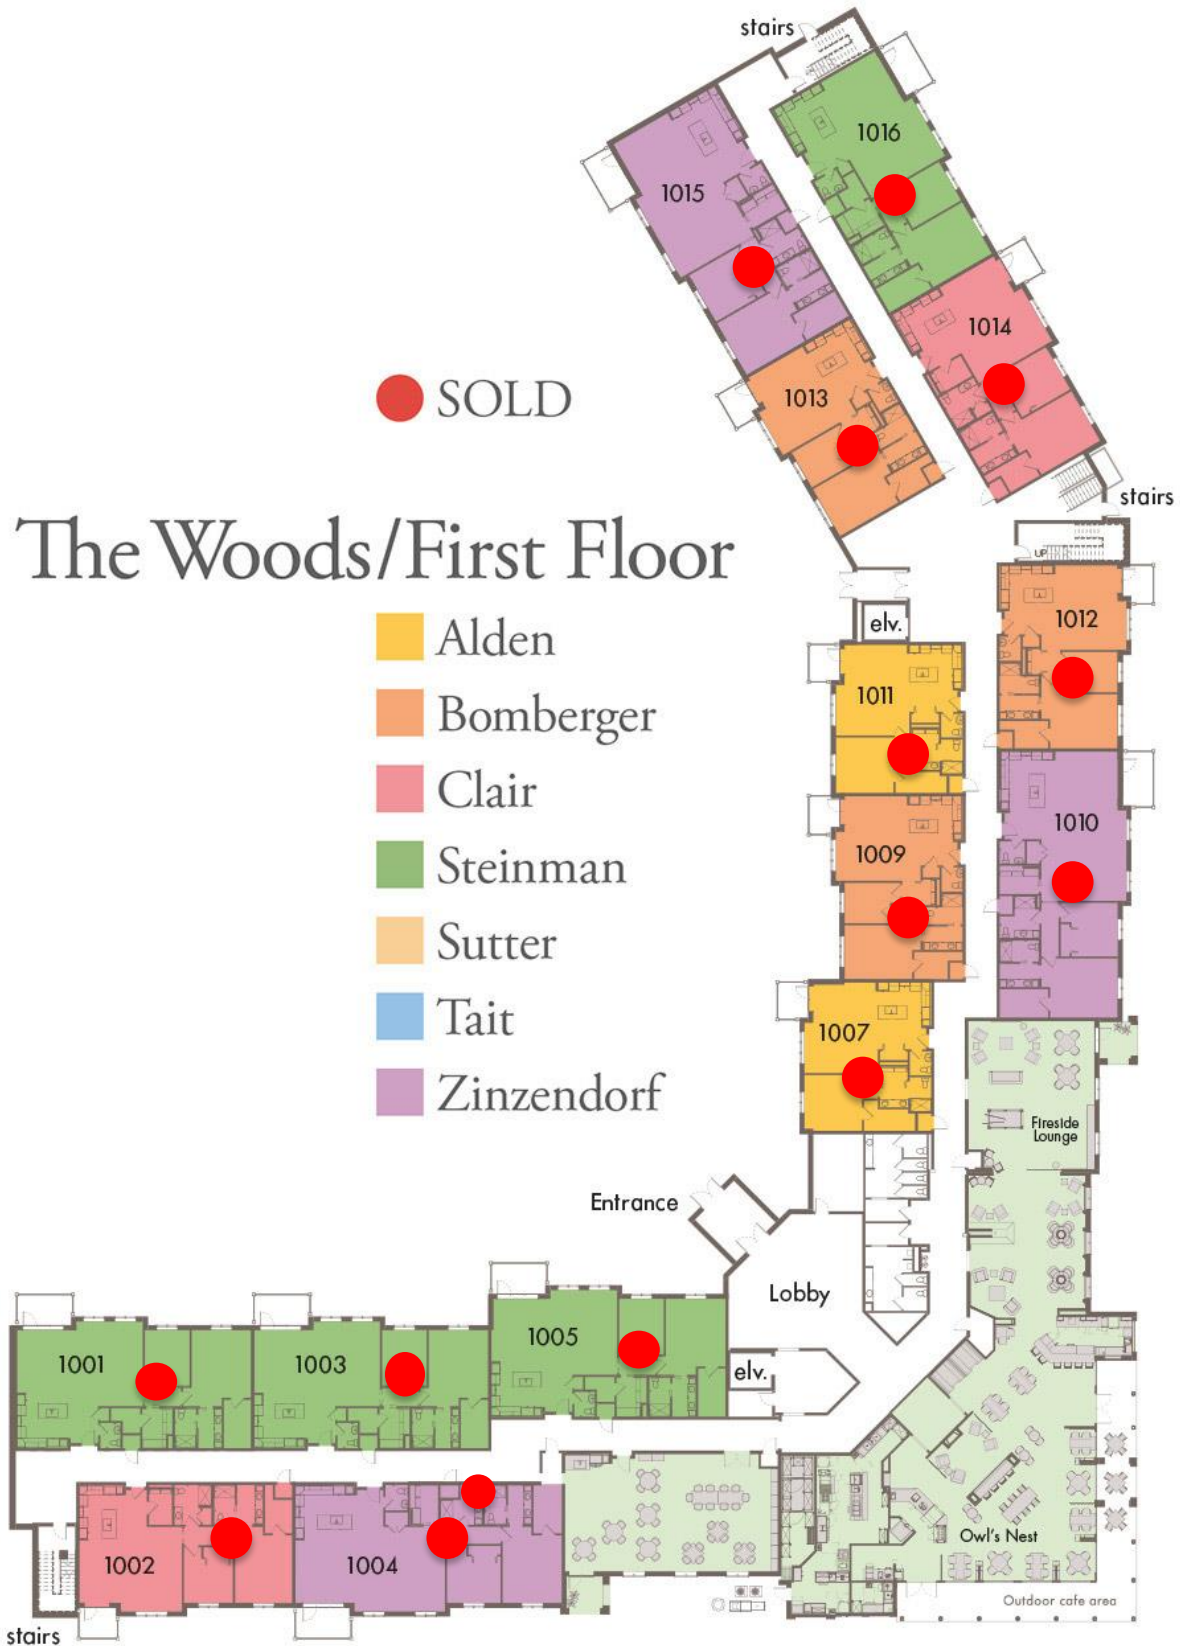 stairs
1016
1015
1014
1013
SOLD
stairs
The Woods/First Floor
UP
elv.
1012
Alden
1011
Bomberger
Clair
1010
1009
Steinman
Sutter
Tait
1007
Zinzendorf
Fireside
Lounge
Entrance
Lobby
1005
1001
1003
elv.
Owl's Nest
1002
1004
Outdoor cafe area
stairs